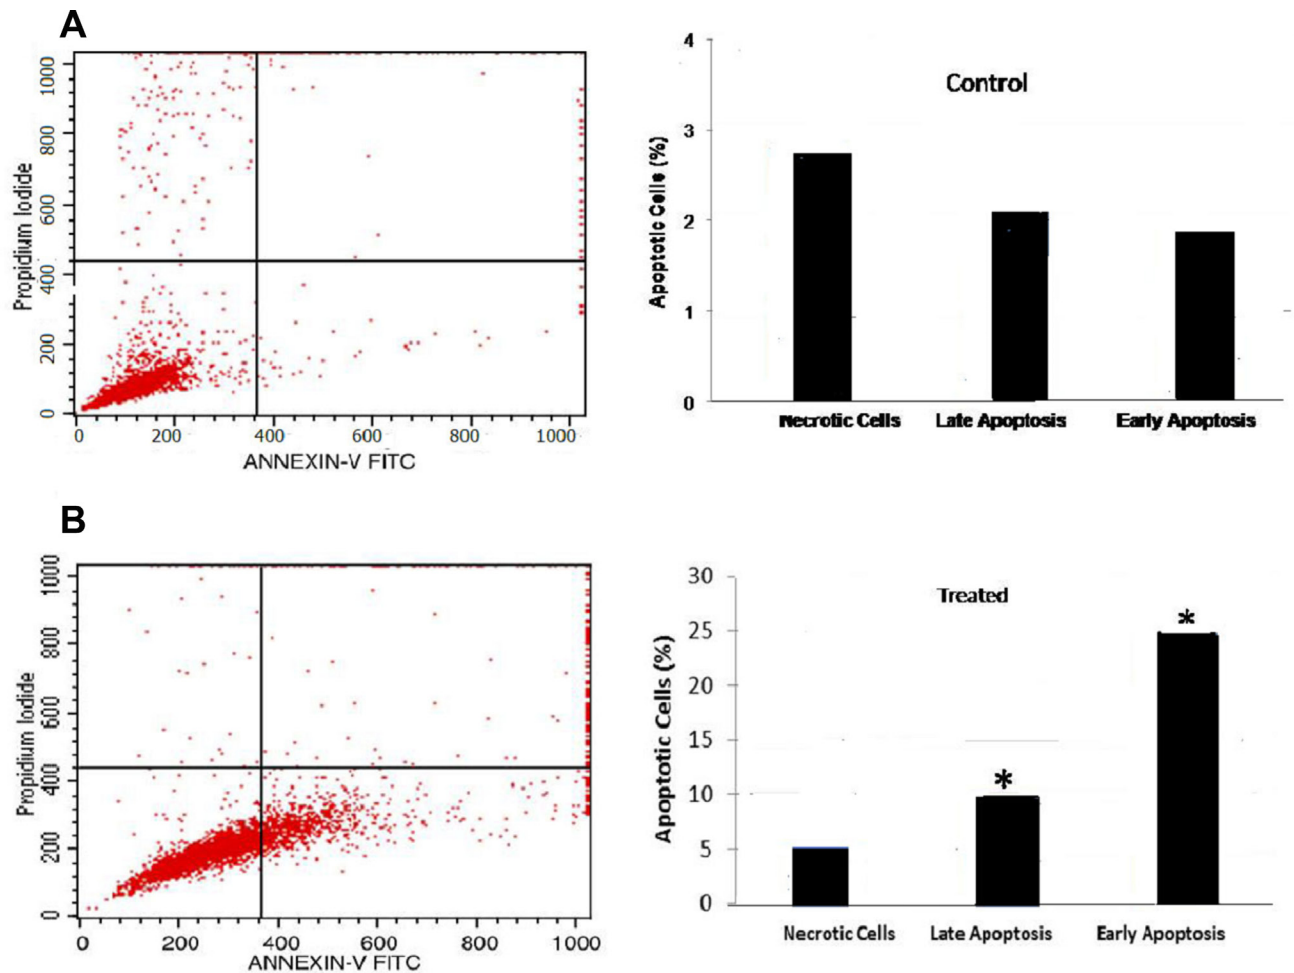 A
1000
800
600
400
200
0
Propidium Iodide
0 200 400 600 800 1000
ANNEXIN-V FITC
4
3
2
1
0
Apoptotic Cells (%)
Control
Necrotic Cells Late Apoptosis Early Apoptosis
B
1000
800
600
400
200
0
Propidium Iodide
0 200 400 600 800 1000
ANNEXIN-V FITC
30
25
20
15
10
5
0
Apoptotic Cells (%)
Treated
*
*
Necrotic Cells Late Apoptosis Early Apoptosis